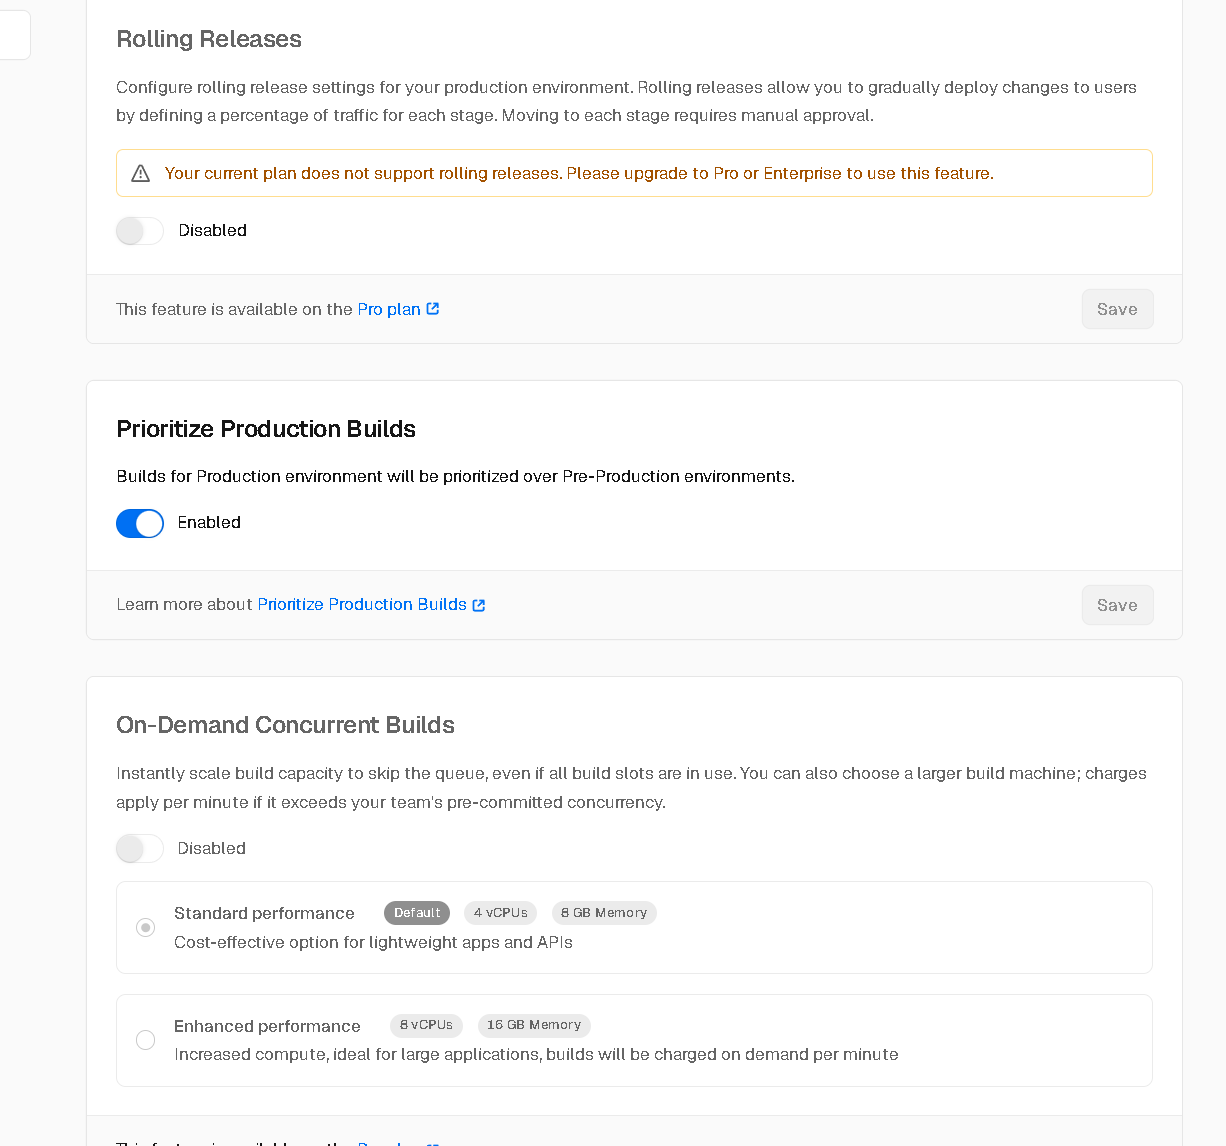 Rolling Releases
Configure rolling release settings for your production environment. Rolling releases allow you to gradually deploy changes to users
by defining a percentage of traffic for each stage. Moving to each stage requires manual approval.
Your current plan does not support rolling releases. Please upgrade to Pro or Enterprise to use this feature.
Disabled
This feature is available on the Pro plan
Save
Prioritize Production Builds
Builds for Production environment will be prioritized over Pre-Production environments.
Enabled
Learn more about Prioritize Production Builds
Save
On-Demand Concurrent Builds
Instantly scale build capacity to skip the queue, even if all build slots are in use. You can also choose a larger build machine; charges
apply per minute if it exceeds your team's pre-committed concurrency.
Disabled
Standard performance Default 4 vCPUs 8 GB Memory
Cost-effective option for lightweight apps and APIs
Enhanced performance 8 vCPUs 16 GB Memory
Increased compute, ideal for large applications, builds will be charged on demand per minute